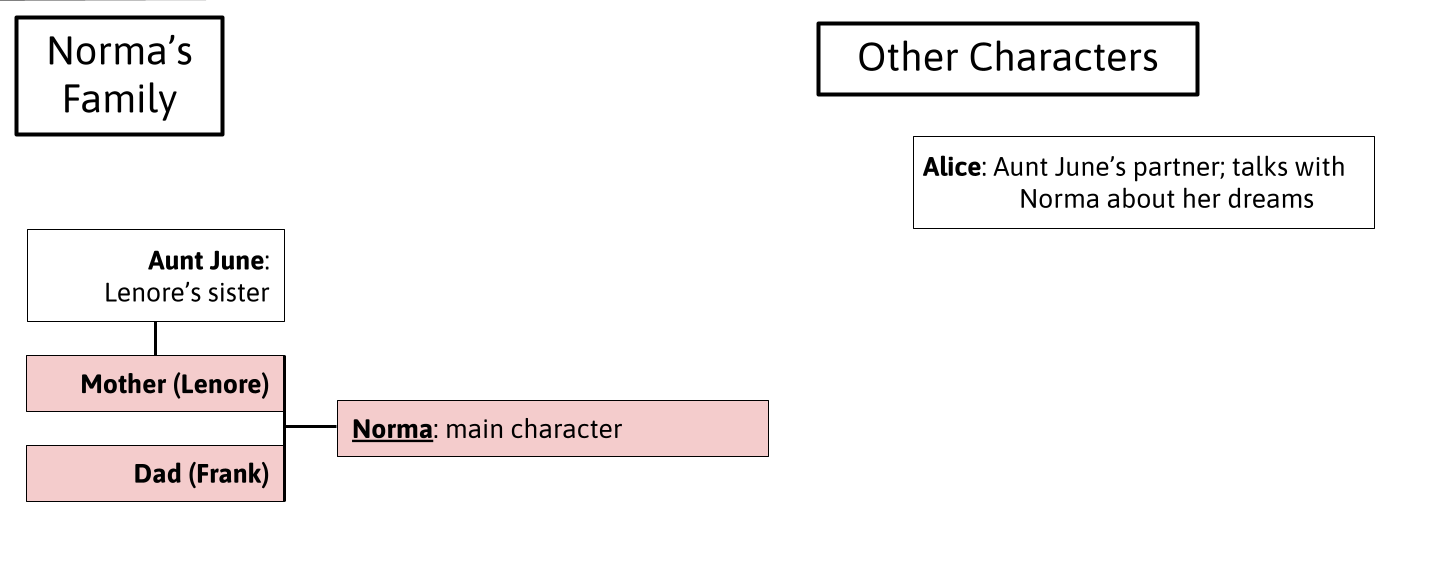 Norma’s
Family
Other Characters
Alice: Aunt June’s partner; talks with
Norma about her dreams
Aunt June:
Lenore’s sister
Mother (Lenore)
Norma: main character
Dad (Frank)